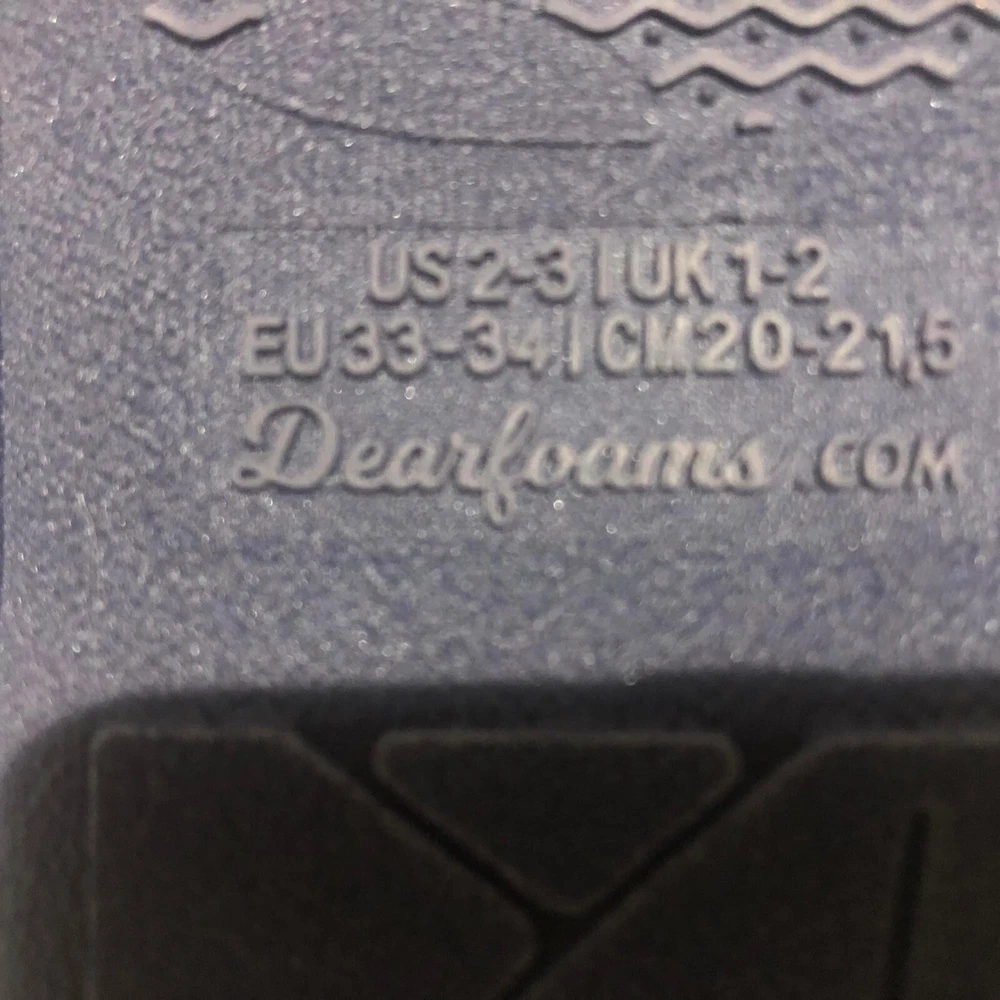 US 2-3 | UK 1-2
EU 33-34 | CM 20-21,5
Dearfoams .COM